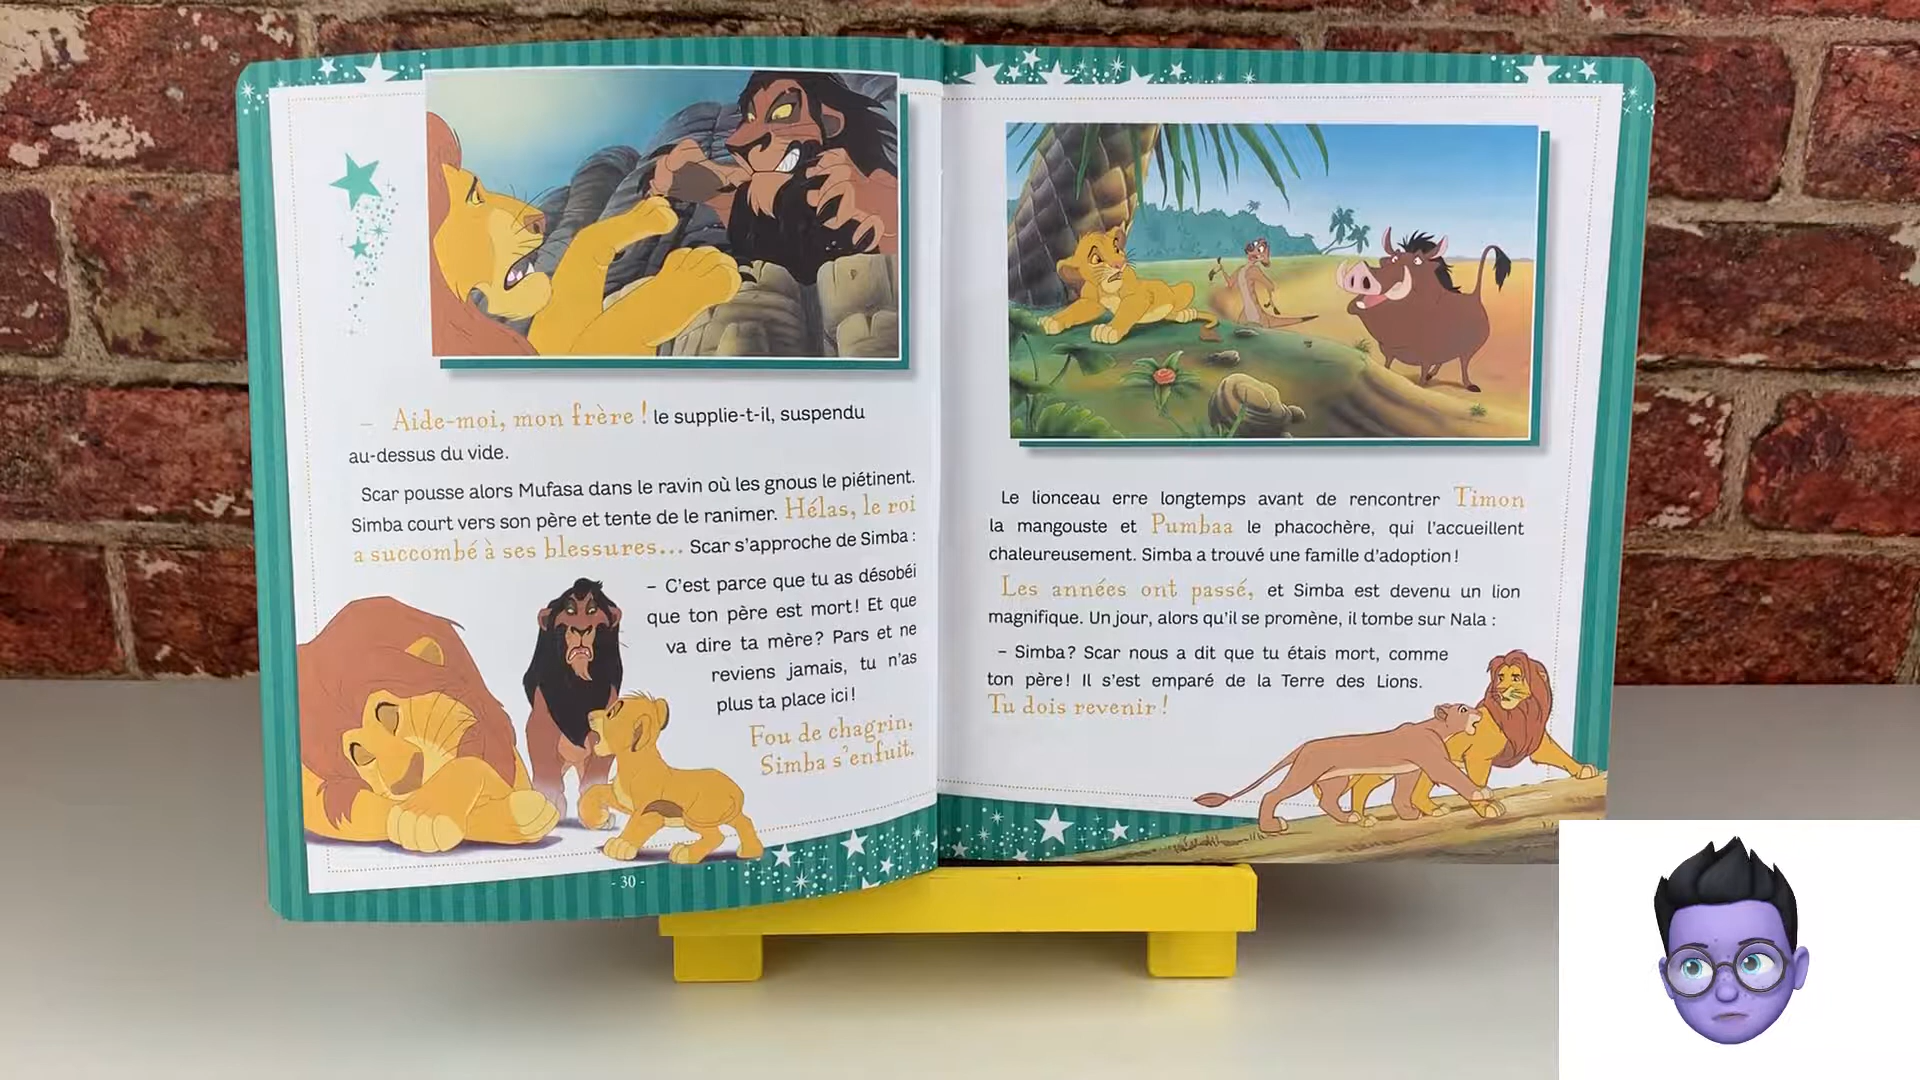 – Aide-moi, mon frère ! le supplie-t-il, suspendu
au-dessus du vide.
Scar pousse alors Mufasa dans le ravin où les gnous le piétinent.
Simba court vers son père et tente de le ranimer. Hélas, le roi
a succombé à ses blessures... Scar s'approche de Simba :
– C'est parce que tu as désobéi
que ton père est mort ! Et que
va dire ta mère ? Pars et ne
reviens jamais, tu n'as
plus ta place ici !
Fou de chagrin,
Simba s'enfuit.
- 30 -
Le lionceau erre longtemps avant de rencontrer Timon
la mangouste et Pumbaa le phacochère, qui l'accueillent
chaleureusement. Simba a trouvé une famille d'adoption !
Les années ont passé, et Simba est devenu un lion
magnifique. Un jour, alors qu'il se promène, il tombe sur Nala :
– Simba ? Scar nous a dit que tu étais mort, comme
ton père ! Il s'est emparé de la Terre des Lions.
Tu dois revenir !